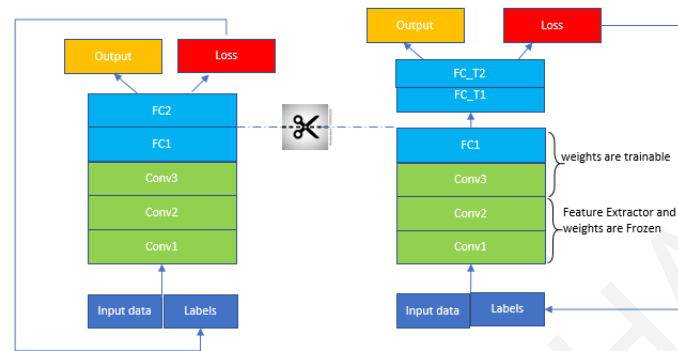 Output
Loss
FC2
FC1
Conv3
Conv2
Conv1
Input data
Labels
Output
Loss
FC_T2
FC_T1
FC1
Conv3
Conv2
Conv1
weights are trainable
Feature Extractor and
weights are Frozen
Input data
Labels